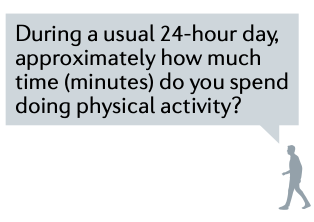 During a usual 24-hour day,
approximately how much
time (minutes) do you spend
doing physical activity?